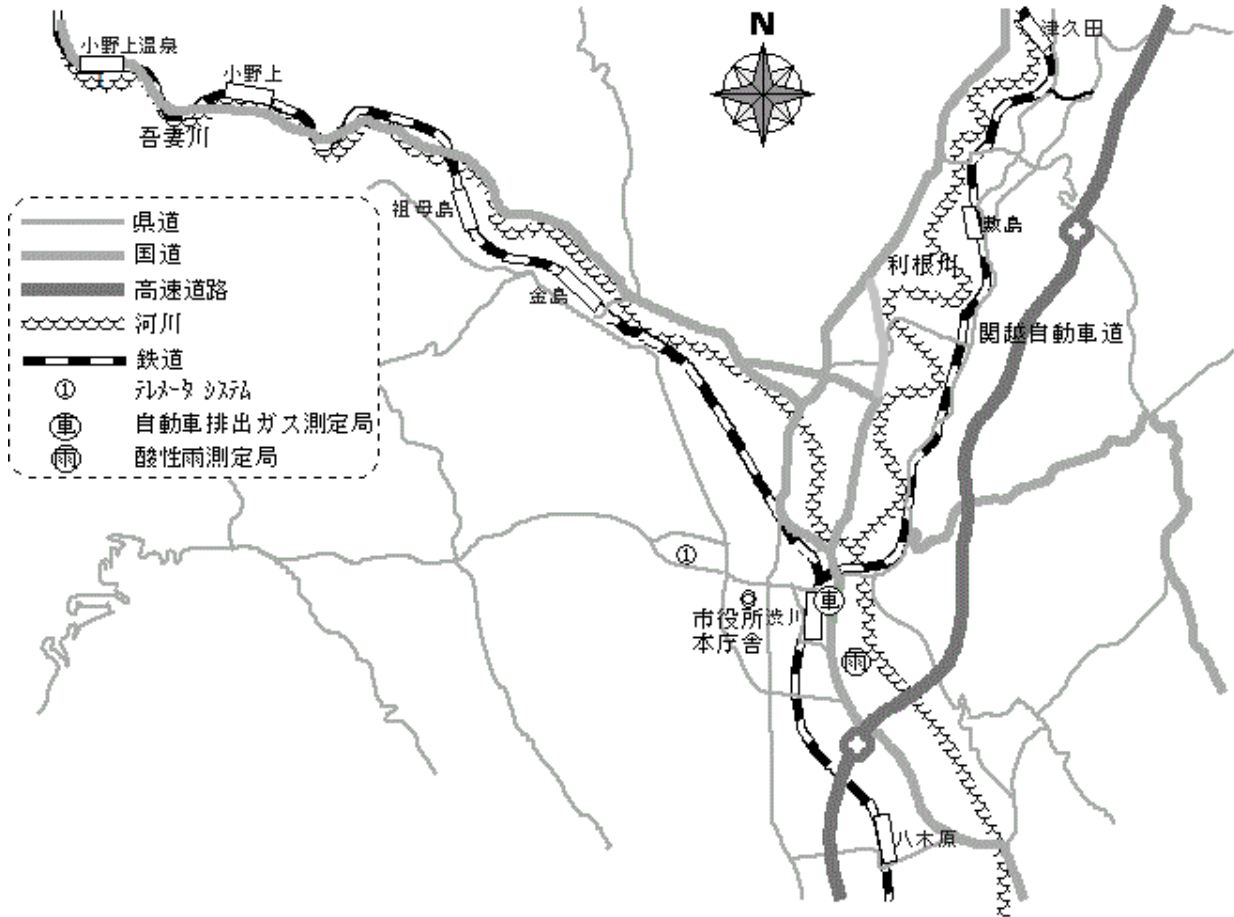 N
津久田
小野上温泉
小野上
吾妻川
祖母島
敷島
利根川
金島
関越自動車道
県道
国道
高速道路
河川
鉄道
① ﾃﾚﾒｰﾀ ｼｽﾃﾑ
車 自動車排出ガス測定局
雨 酸性雨測定局
①
車
市役所
本庁舎
渋川
雨
八木原